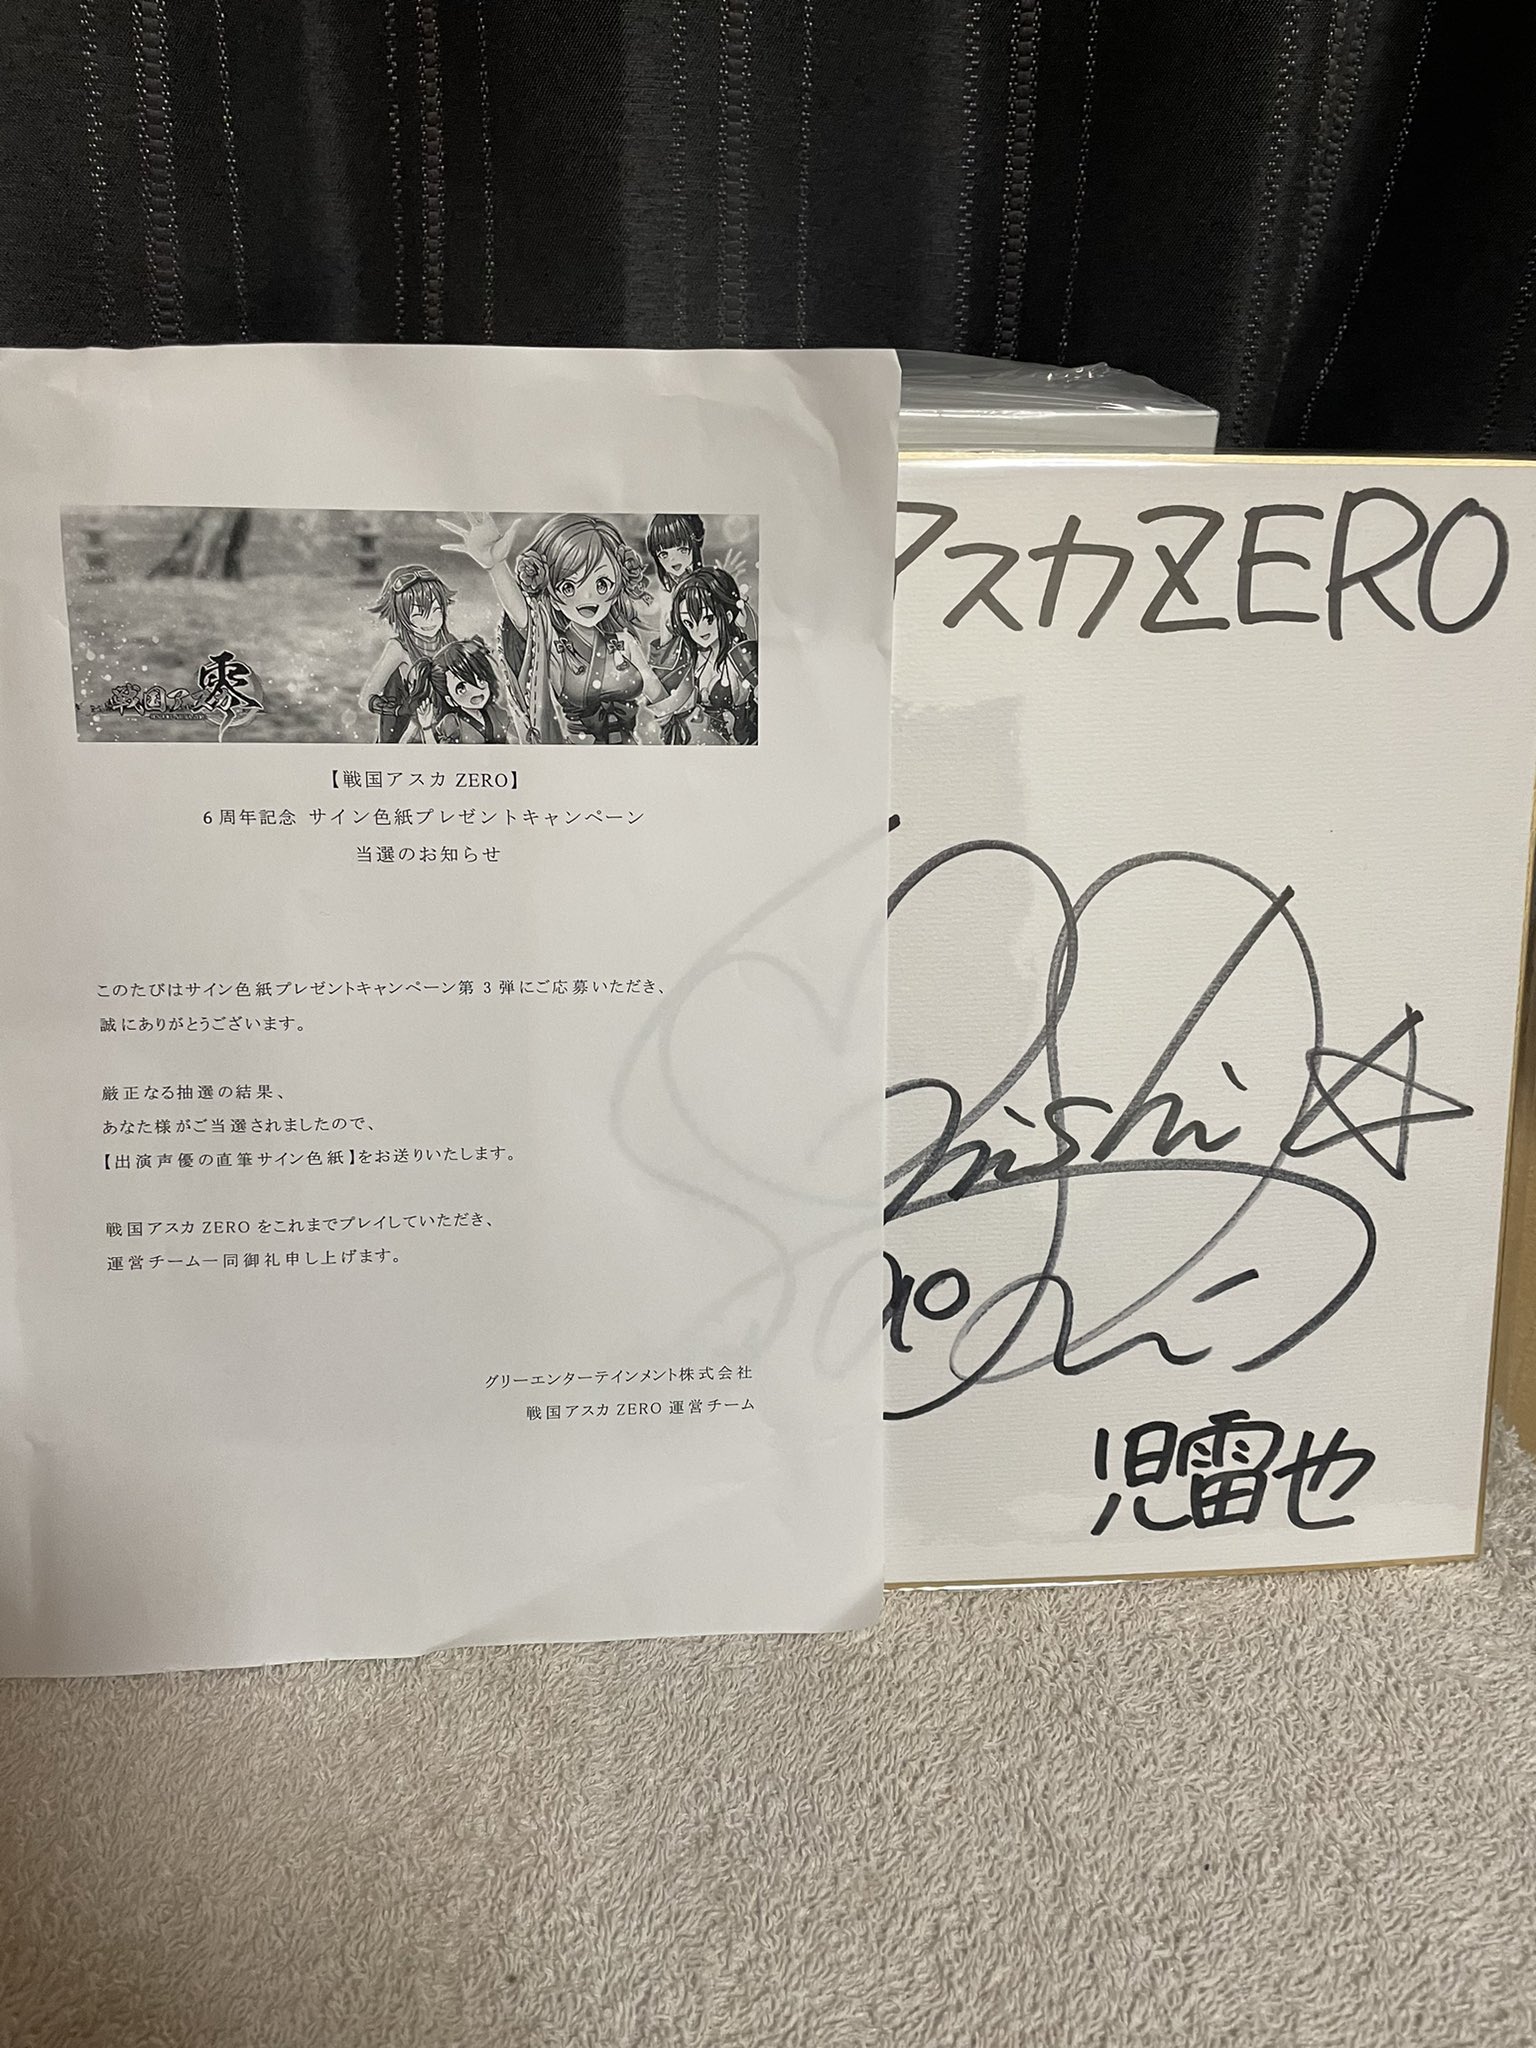 戦国アスカ零
【戦国アスカ ZERO】
6周年記念 サイン色紙プレゼントキャンペーン
当選のお知らせ
このたびはサイン色紙プレゼントキャンペーン第 3 弾にご応募いただき、
誠にありがとうございます。
厳正なる抽選の結果、
あなた様がご当選されましたので、
【出演声優の直筆サイン色紙】をお送りいたします。
戦国アスカ ZERO をこれまでプレイしていただき、
運営チーム一同御礼申し上げます。
グリーエンターテインメント株式会社
戦国アスカ ZERO 運営チーム
アスカZERO
児雷也